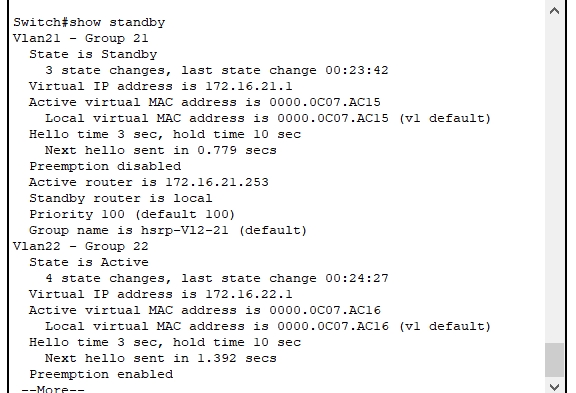 Switch#show standby
Vlan21 - Group 21
State is Standby
3 state changes, last state change 00:23:42
Virtual IP address is 172.16.21.1
Active virtual MAC address is 0000.0C07.AC15
Local virtual MAC address is 0000.0C07.AC15 (v1 default)
Hello time 3 sec, hold time 10 sec
Next hello sent in 0.779 secs
Preemption disabled
Active router is 172.16.21.253
Standby router is local
Priority 100 (default 100)
Group name is hsrp-Vl2-21 (default)
Vlan22 - Group 22
State is Active
4 state changes, last state change 00:24:27
Virtual IP address is 172.16.22.1
Active virtual MAC address is 0000.0C07.AC16
Local virtual MAC address is 0000.0C07.AC16 (v1 default)
Hello time 3 sec, hold time 10 sec
Next hello sent in 1.392 secs
Preemption enabled
--More--